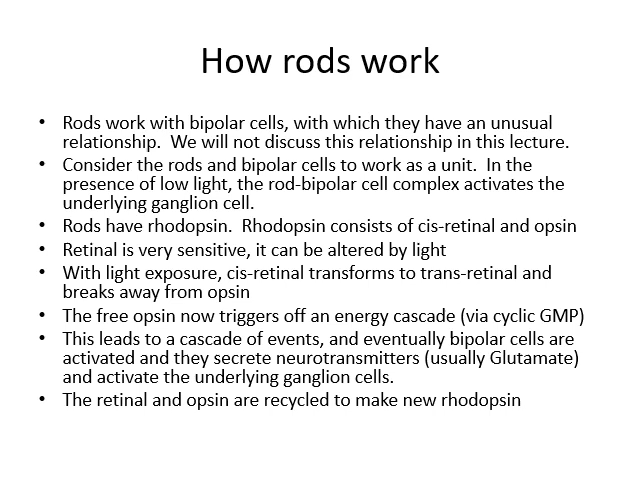 How rods work
• Rods work with bipolar cells, with which they have an unusual
relationship.  We will not discuss this relationship in this lecture.
• Consider the rods and bipolar cells to work as a unit.  In the
presence of low light, the rod-bipolar cell complex activates the
underlying ganglion cell.
• Rods have rhodopsin.  Rhodopsin consists of cis-retinal and opsin
• Retinal is very sensitive, it can be altered by light
• With light exposure, cis-retinal transforms to trans-retinal and
breaks away from opsin
• The free opsin now triggers off an energy cascade (via cyclic GMP)
• This leads to a cascade of events, and eventually bipolar cells are
activated and they secrete neurotransmitters (usually Glutamate)
and activate the underlying ganglion cells.
• The retinal and opsin are recycled to make new rhodopsin